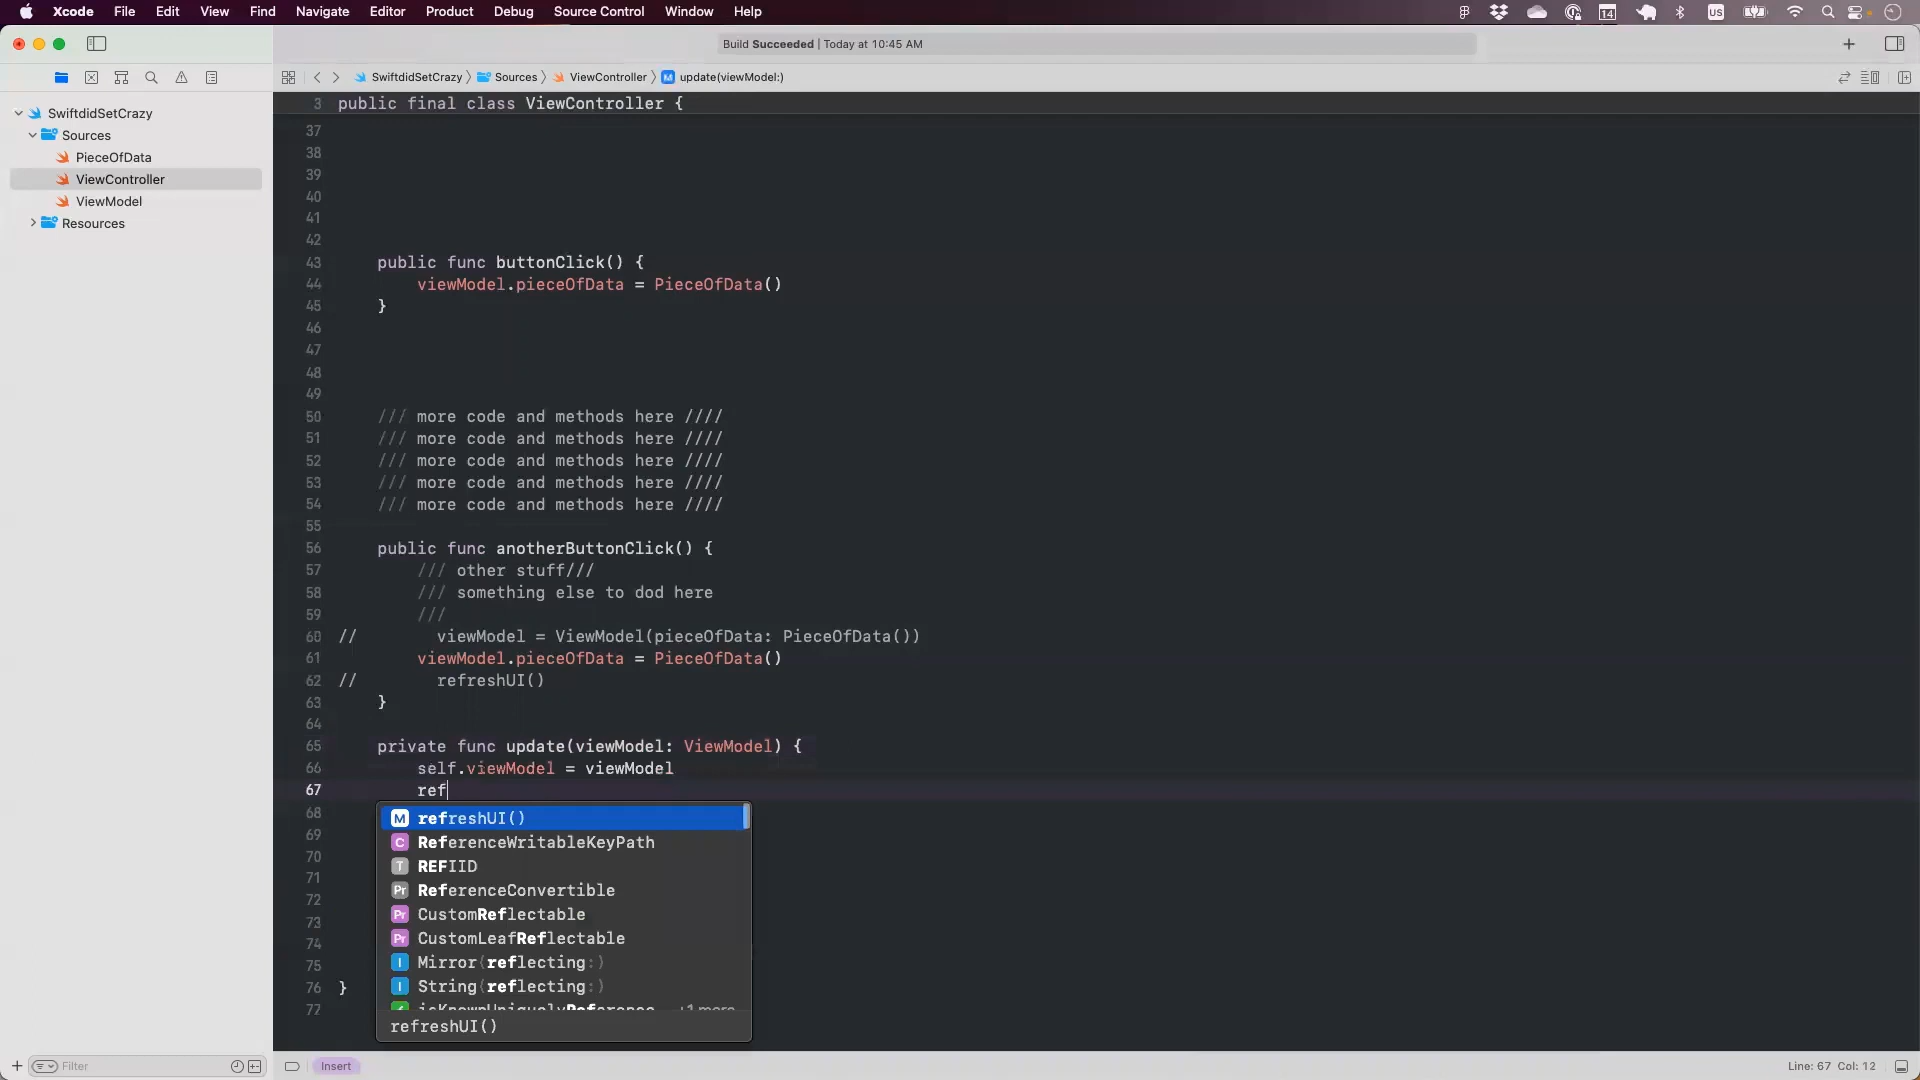 Xcode File Edit View Find Navigate Editor Product Debug Source Control Window Help 14 US
Build Succeeded | Today at 10:45 AM
SwiftdidSetCrazy Sources ViewController M update(viewModel:)
SwiftdidSetCrazy
Sources
PieceOfData
ViewController
ViewModel
Resources
3 public final class ViewController {
37
38
39
40
41
42
43 public func buttonClick() {
44 viewModel.pieceOfData = PieceOfData()
45 }
46
47
48
49
50 /// more code and methods here ////
51 /// more code and methods here ////
52 /// more code and methods here ////
53 /// more code and methods here ////
54 /// more code and methods here ////
55
56 public func anotherButtonClick() {
57 /// other stuff///
58 /// something else to dod here
59 ///
60 // viewModel = ViewModel(pieceOfData: PieceOfData())
61 viewModel.pieceOfData = PieceOfData()
62 // refreshUI()
63 }
64
65 private func update(viewModel: ViewModel) {
66 self.viewModel = viewModel
67 ref
68 M refreshUI()
69 C ReferenceWritableKeyPath
70 T REFIID
71 Pr ReferenceConvertible
72 Pr CustomReflectable
73 Pr CustomLeafReflectable
74 I Mirror(reflecting:)
75 I String(reflecting:)
76 }
77 isKnownUniquelyReference +1 more
refreshUI()
Filter
Insert
Line: 67 Col: 12